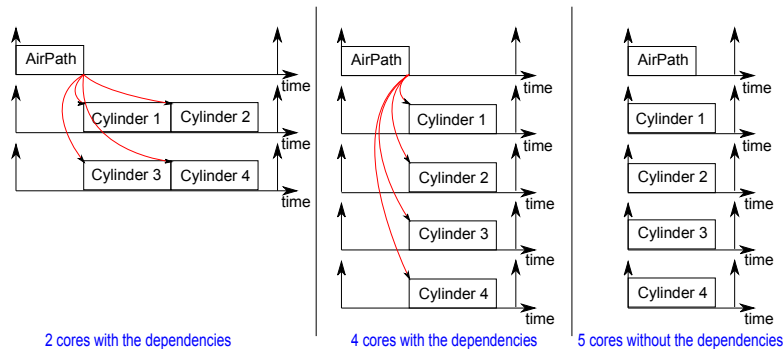 AirPath
time
Cylinder 1 Cylinder 2
time
Cylinder 3 Cylinder 4
time
2 cores with the dependencies
AirPath
time
Cylinder 1
time
Cylinder 2
time
Cylinder 3
time
Cylinder 4
time
4 cores with the dependencies
AirPath
time
Cylinder 1
time
Cylinder 2
time
Cylinder 3
time
Cylinder 4
time
5 cores without the dependencies